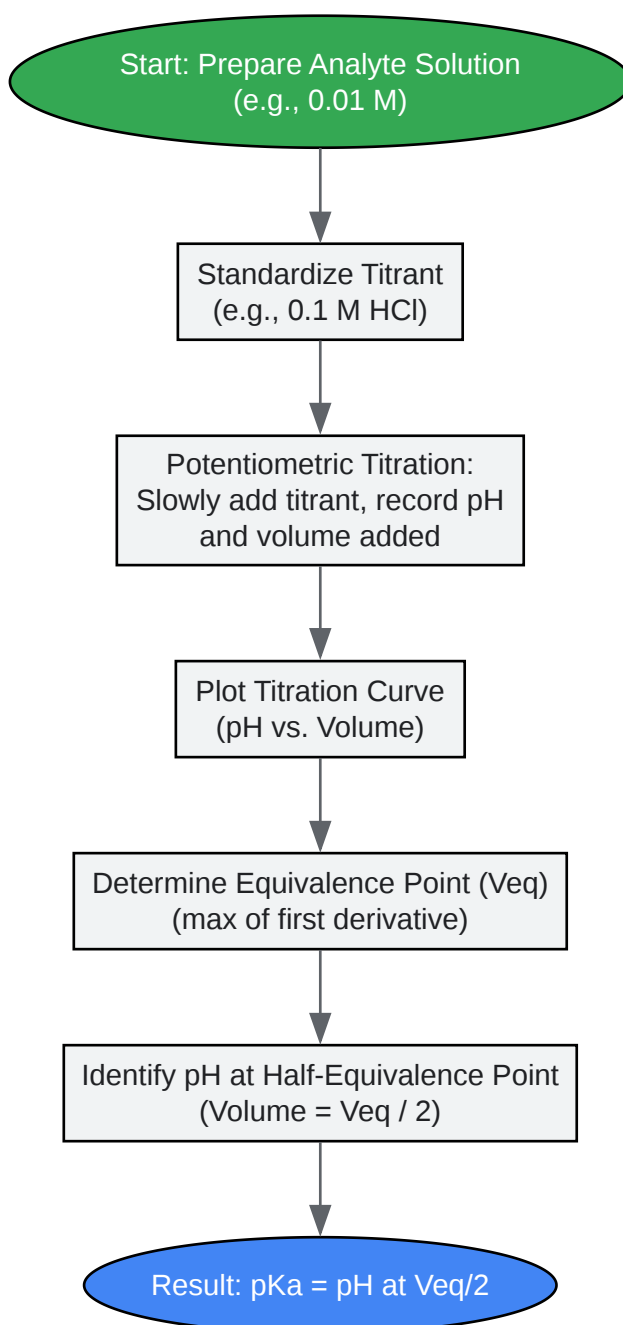 Start: Prepare Analyte Solution
(e.g., 0.01 M)
Standardize Titrant
(e.g., 0.1 M HCl)
Potentiometric Titration:
Slowly add titrant, record pH
and volume added
Plot Titration Curve
(pH vs. Volume)
Determine Equivalence Point (Veq)
(max of first derivative)
Identify pH at Half-Equivalence Point
(Volume = Veq / 2)
Result: pKa = pH at Veq/2